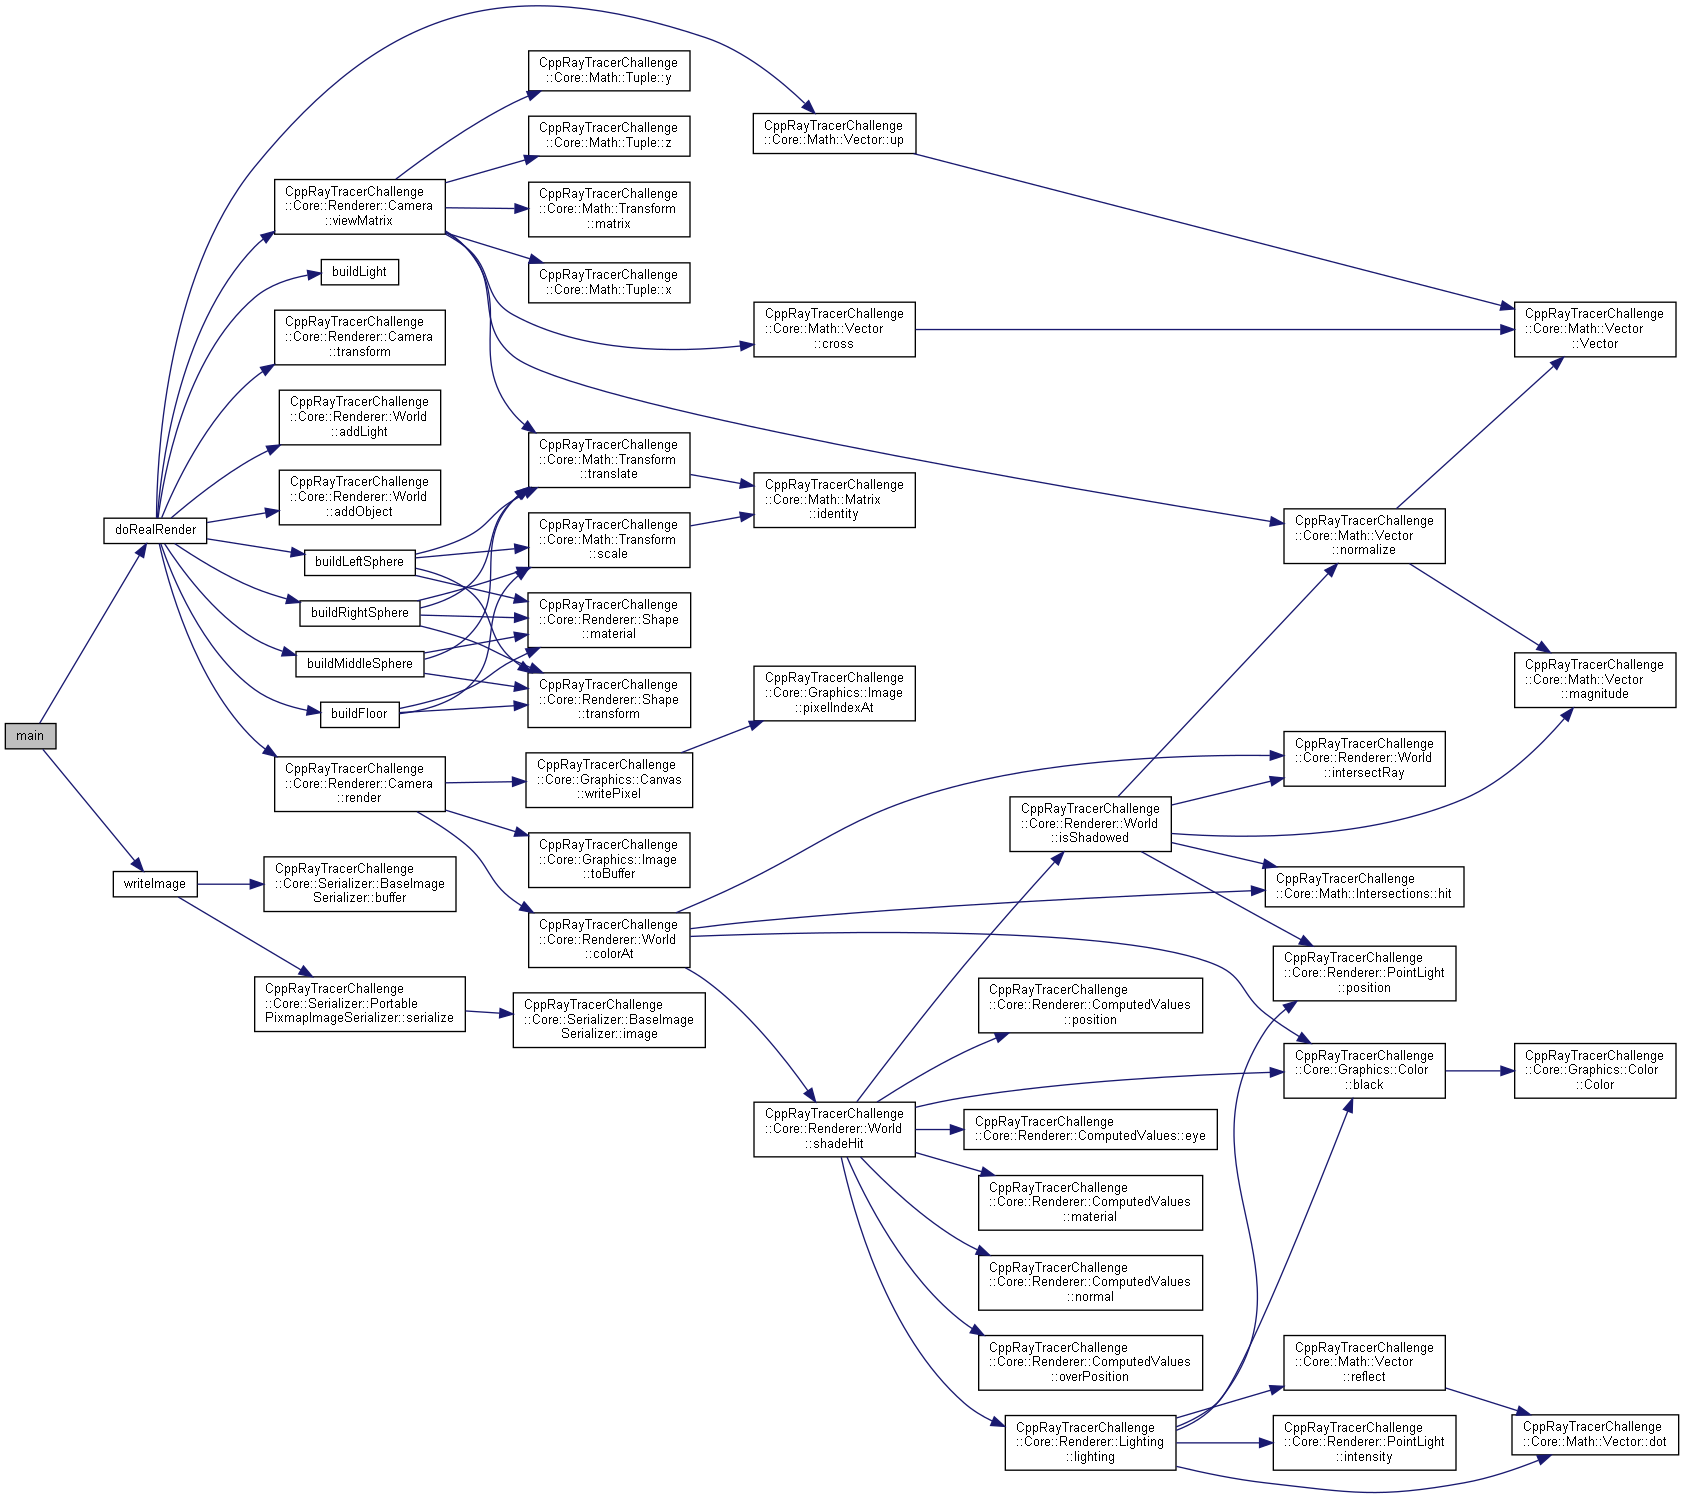 main
doRealRender
writeImage
CppRayTracerChallenge
::Core::Renderer::Camera
::viewMatrix
buildLight
CppRayTracerChallenge
::Core::Renderer::Camera
::transform
CppRayTracerChallenge
::Core::Renderer::World
::addLight
CppRayTracerChallenge
::Core::Renderer::World
::addObject
buildLeftSphere
buildRightSphere
buildMiddleSphere
buildFloor
CppRayTracerChallenge
::Core::Renderer::Camera
::render
CppRayTracerChallenge
::Core::Serializer::BaseImage
Serializer::buffer
CppRayTracerChallenge
::Core::Serializer::Portable
PixmapImageSerializer::serialize
CppRayTracerChallenge
::Core::Math::Tuple::y
CppRayTracerChallenge
::Core::Math::Tuple::z
CppRayTracerChallenge
::Core::Math::Transform
::matrix
CppRayTracerChallenge
::Core::Math::Tuple::x
CppRayTracerChallenge
::Core::Math::Transform
::translate
CppRayTracerChallenge
::Core::Math::Transform
::scale
CppRayTracerChallenge
::Core::Renderer::Shape
::material
CppRayTracerChallenge
::Core::Renderer::Shape
::transform
CppRayTracerChallenge
::Core::Graphics::Canvas
::writePixel
CppRayTracerChallenge
::Core::Graphics::Image
::toBuffer
CppRayTracerChallenge
::Core::Renderer::World
::colorAt
CppRayTracerChallenge
::Core::Serializer::BaseImage
Serializer::image
CppRayTracerChallenge
::Core::Math::Vector::up
CppRayTracerChallenge
::Core::Math::Vector
::cross
CppRayTracerChallenge
::Core::Math::Matrix
::identity
CppRayTracerChallenge
::Core::Graphics::Image
::pixelIndexAt
CppRayTracerChallenge
::Core::Renderer::World
::shadeHit
CppRayTracerChallenge
::Core::Renderer::World
::isShadowed
CppRayTracerChallenge
::Core::Renderer::ComputedValues
::position
CppRayTracerChallenge
::Core::Renderer::ComputedValues::eye
CppRayTracerChallenge
::Core::Renderer::ComputedValues
::material
CppRayTracerChallenge
::Core::Renderer::ComputedValues
::normal
CppRayTracerChallenge
::Core::Renderer::ComputedValues
::overPosition
CppRayTracerChallenge
::Core::Renderer::Lighting
::lighting
CppRayTracerChallenge
::Core::Math::Vector
::normalize
CppRayTracerChallenge
::Core::Renderer::World
::intersectRay
CppRayTracerChallenge
::Core::Math::Intersections::hit
CppRayTracerChallenge
::Core::Renderer::PointLight
::position
CppRayTracerChallenge
::Core::Graphics::Color
::black
CppRayTracerChallenge
::Core::Math::Vector
::reflect
CppRayTracerChallenge
::Core::Renderer::PointLight
::intensity
CppRayTracerChallenge
::Core::Math::Vector
::Vector
CppRayTracerChallenge
::Core::Math::Vector
::magnitude
CppRayTracerChallenge
::Core::Graphics::Color
::Color
CppRayTracerChallenge
::Core::Math::Vector::dot